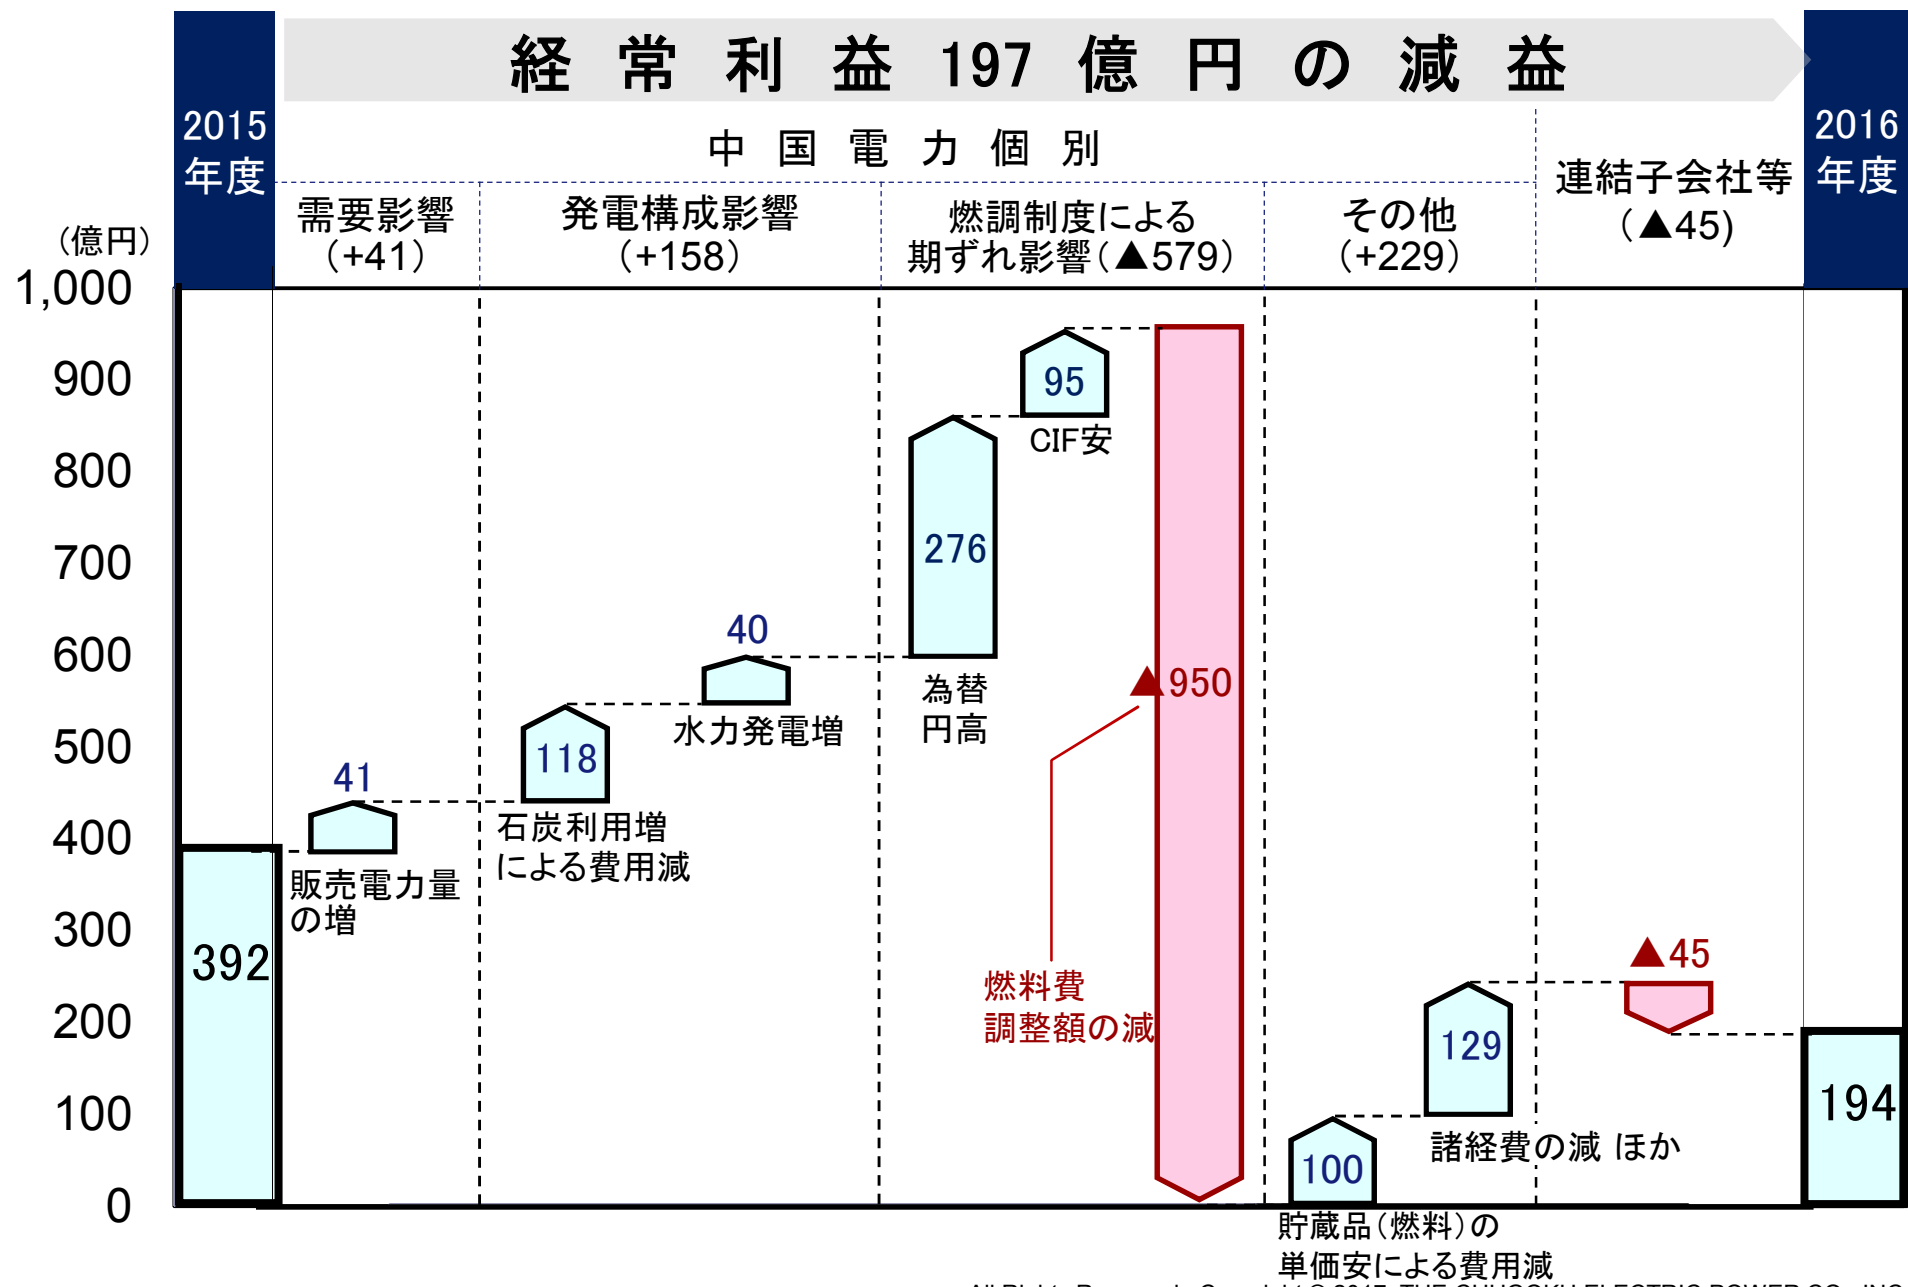 経常利益197億円の減益
2015
年度
2016
年度
中国電力個別
連結子会社等
(▲45)
需要影響
(+41)
発電構成影響
(+158)
燃調制度による
期ずれ影響(▲579)
その他
(+229)
(億円)
1,000
900
800
700
600
500
400
300
200
100
0
392
41
販売電力量
の増
118
石炭利用増
による費用減
40
水力発電増
276
為替
円高
95
CIF安
▲950
燃料費
調整額の減
100
貯蔵品(燃料)の
単価安による費用減
129
諸経費の減 ほか
▲45
194